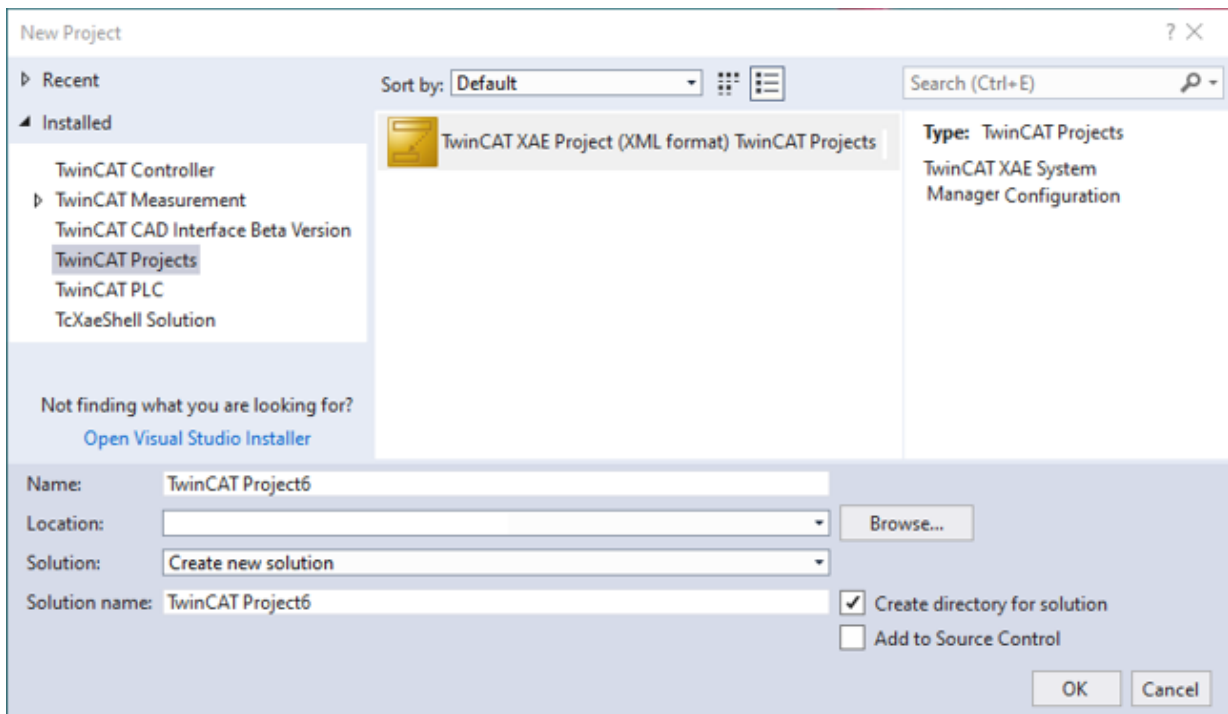 New Project
Recent
Installed
TwinCAT Controller
TwinCAT Measurement
TwinCAT CAD Interface Beta Version
TwinCAT Projects
TwinCAT PLC
TcXaeShell Solution
Not finding what you are looking for?
Open Visual Studio Installer
Sort by: Default
TwinCAT XAE Project (XML format) TwinCAT Projects
Search (Ctrl+E)
Type: TwinCAT Projects
TwinCAT XAE System
Manager Configuration
Name: TwinCAT Project6
Location:
Browse...
Solution: Create new solution
Solution name: TwinCAT Project6
Create directory for solution
Add to Source Control
OK
Cancel